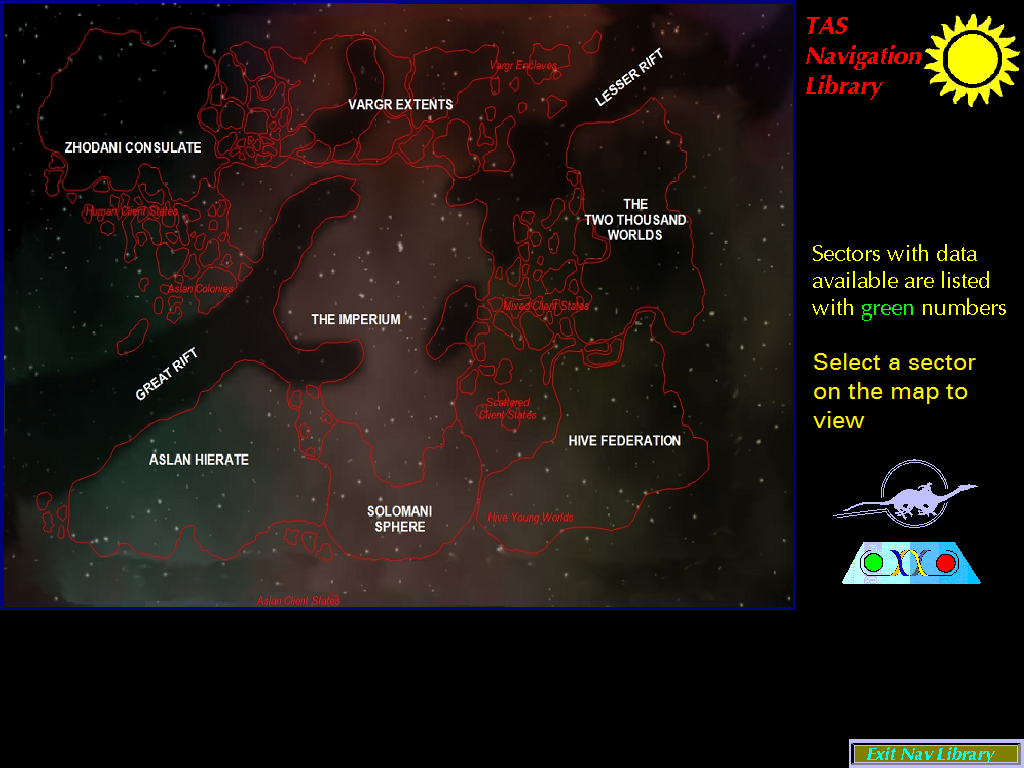 TAS
Navigation
Library
Vargr Enclaves
LESSER RIFT
VARGR EXTENTS
ZHODANI CONSULATE
Human Client States
THE
TWO THOUSAND
WORLDS
Sectors with data
available are listed
with green numbers
Aslan Colonies
Mixed Client States
THE IMPERIUM
GREAT RIFT
Select a sector
on the map to
view
Scattered
Client States
HIVE FEDERATION
ASLAN HIERATE
SOLOMANI
SPHERE
Hive Young Worlds
Aslan Client States
Exit Nav Library